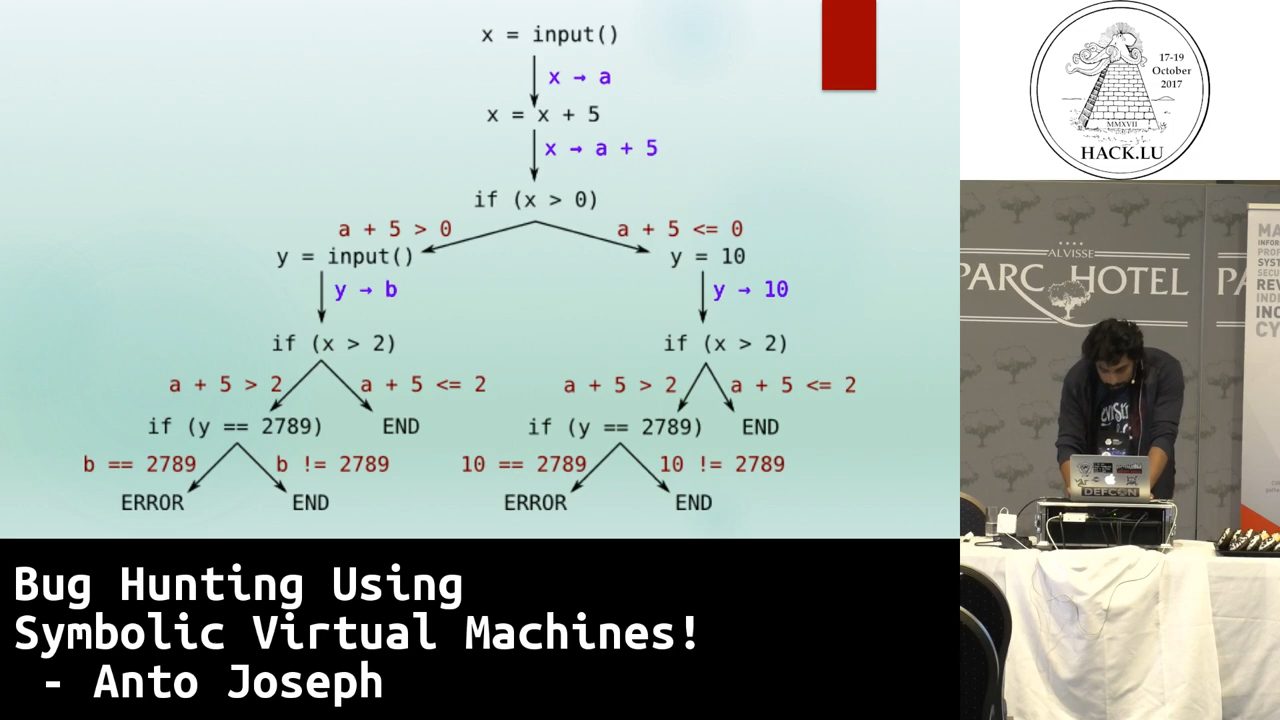 x = input()
x → a
x = x + 5
x → a + 5
if (x > 0)
a + 5 > 0
a + 5 <= 0
y = input()
y = 10
y → b
y → 10
if (x > 2)
if (x > 2)
a + 5 > 2
a + 5 <= 2
a + 5 > 2
a + 5 <= 2
if (y == 2789)
END
if (y == 2789)
END
b == 2789
b != 2789
10 == 2789
10 != 2789
ERROR
END
ERROR
END
Bug Hunting Using
Symbolic Virtual Machines!
- Anto Joseph
17-19
October
2017
MMXVII
HACK.LU
ALVISSE
PARC HOTEL
DEFCON